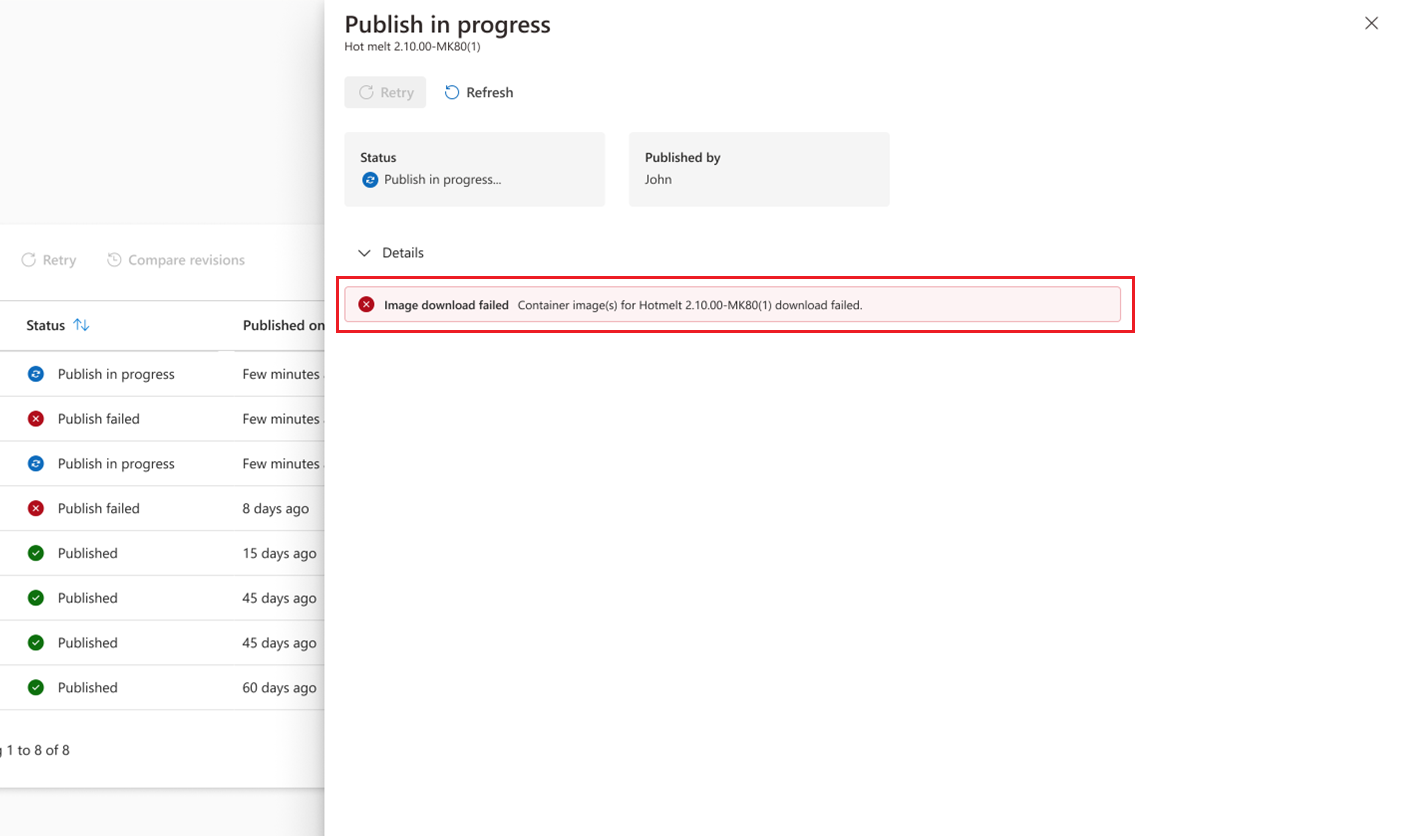 Publish in progress
Hot melt 2.10.00-MK80(1)
Retry Refresh
Status
Publish in progress...
Published by
John
Details
Image download failed Container image(s) for Hotmelt 2.10.00-MK80(1) download failed.
Retry Compare revisions
Status Published on
Publish in progress Few minutes
Publish failed Few minutes
Publish in progress Few minutes
Publish failed 8 days ago
Published 15 days ago
Published 45 days ago
Published 45 days ago
Published 60 days ago
1 to 8 of 8